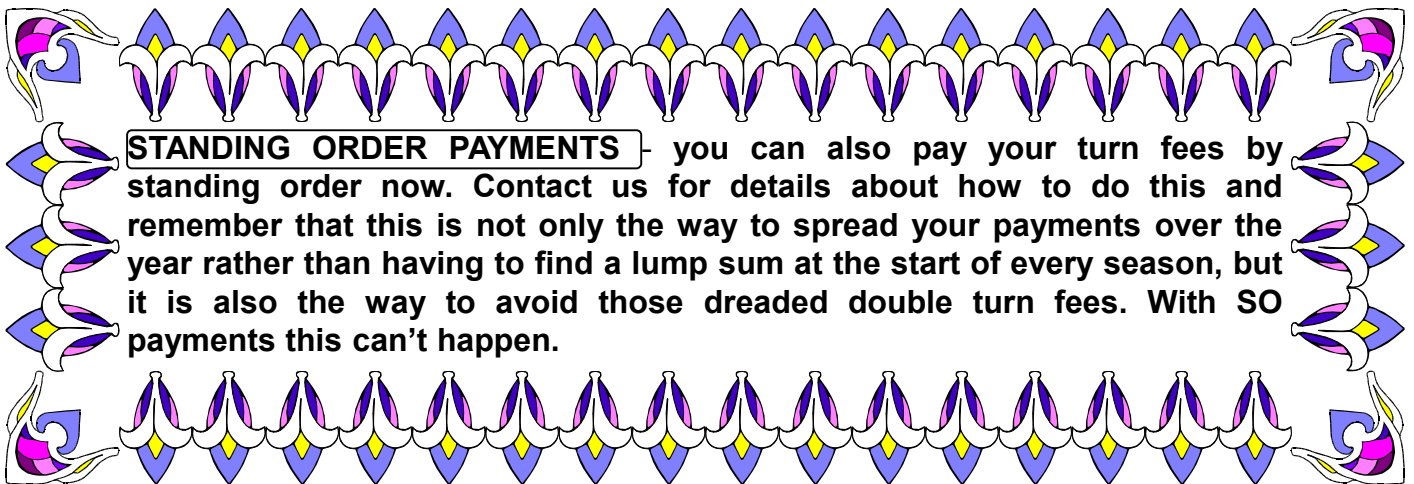 STANDING ORDER PAYMENTS - you can also pay your turn fees by
standing order now. Contact us for details about how to do this and
remember that this is not only the way to spread your payments over the
year rather than having to find a lump sum at the start of every season, but
it is also the way to avoid those dreaded double turn fees. With SO
payments this can’t happen.